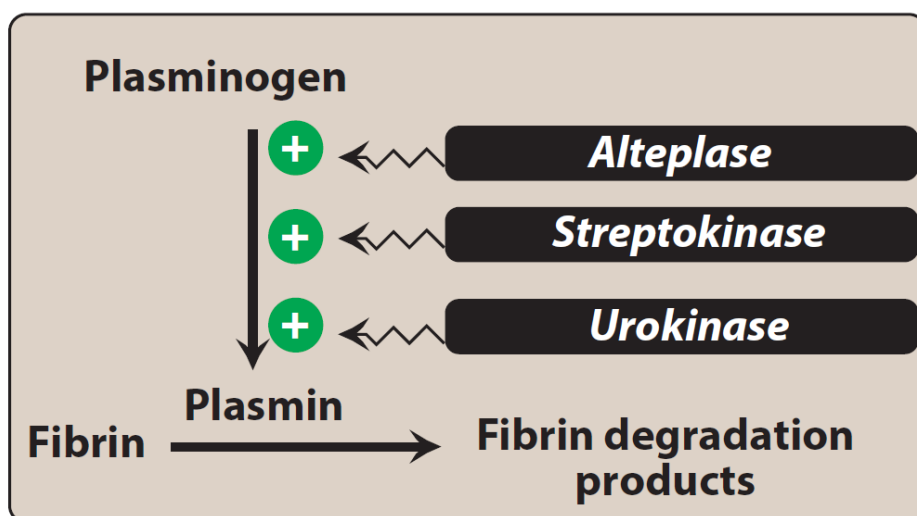 Plasminogen
+
Alteplase
+
Streptokinase
+
Urokinase
Plasmin
Fibrin
Fibrin degradation
products